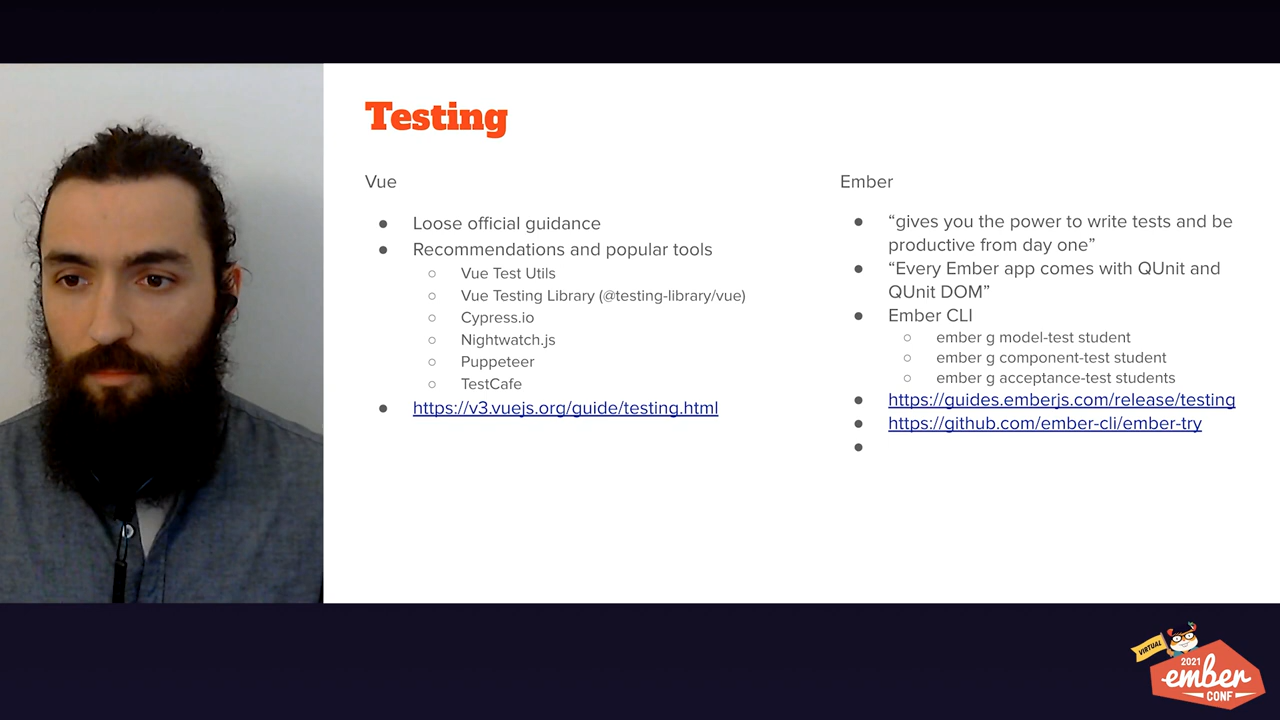 Testing
Vue
● Loose official guidance
● Recommendations and popular tools
○ Vue Test Utils
○ Vue Testing Library (@testing-library/vue)
○ Cypress.io
○ Nightwatch.js
○ Puppeteer
○ TestCafe
● https://v3.vuejs.org/guide/testing.html
Ember
● “gives you the power to write tests and be
productive from day one”
● “Every Ember app comes with QUnit and
QUnit DOM”
● Ember CLI
○ ember g model-test student
○ ember g component-test student
○ ember g acceptance-test students
● https://guides.emberjs.com/release/testing
● https://github.com/ember-cli/ember-try
●
VIRTUAL
2021
ember
CONF